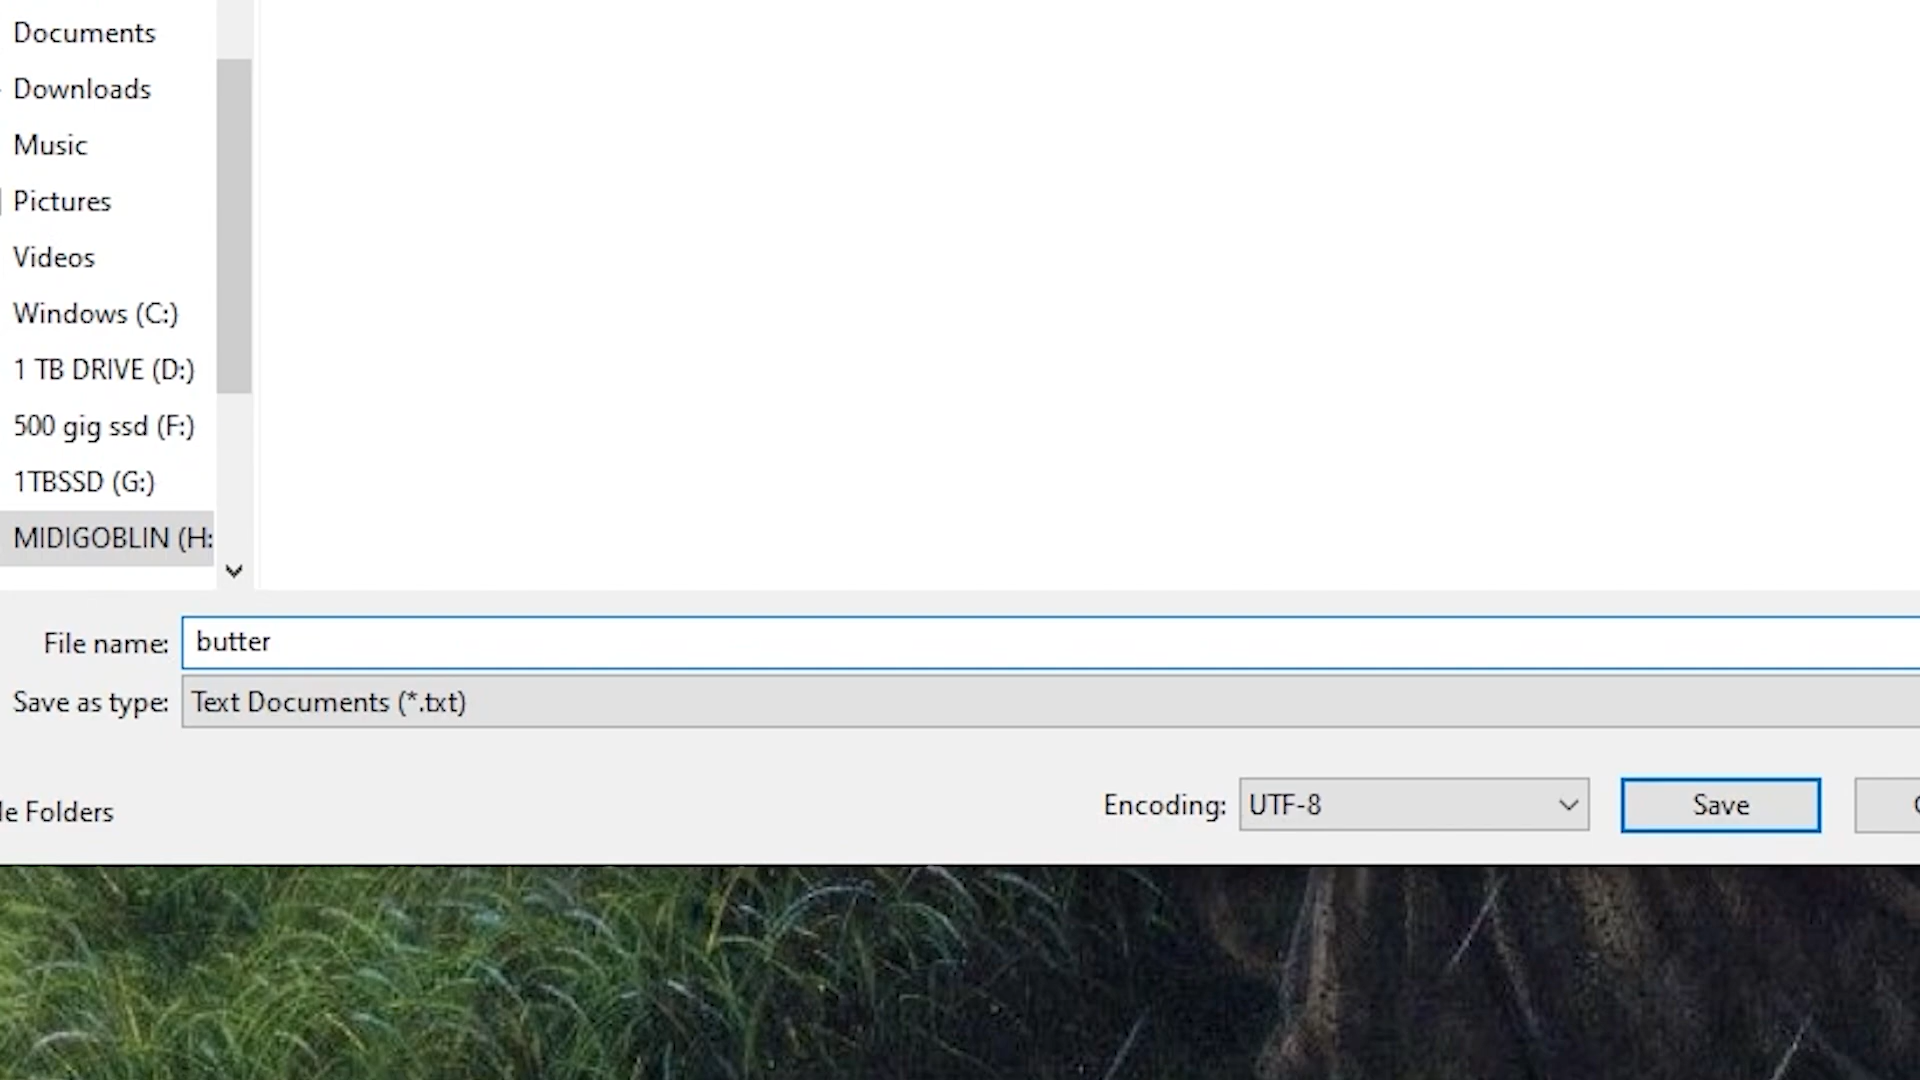 Documents
Downloads
Music
Pictures
Videos
Windows (C:)
1 TB DRIVE (D:)
500 gig ssd (F:)
1TBSSD (G:)
MIDIGOBLIN (H:
File name: butter
Save as type: Text Documents (*.txt)
Folders
Encoding: UTF-8 Save